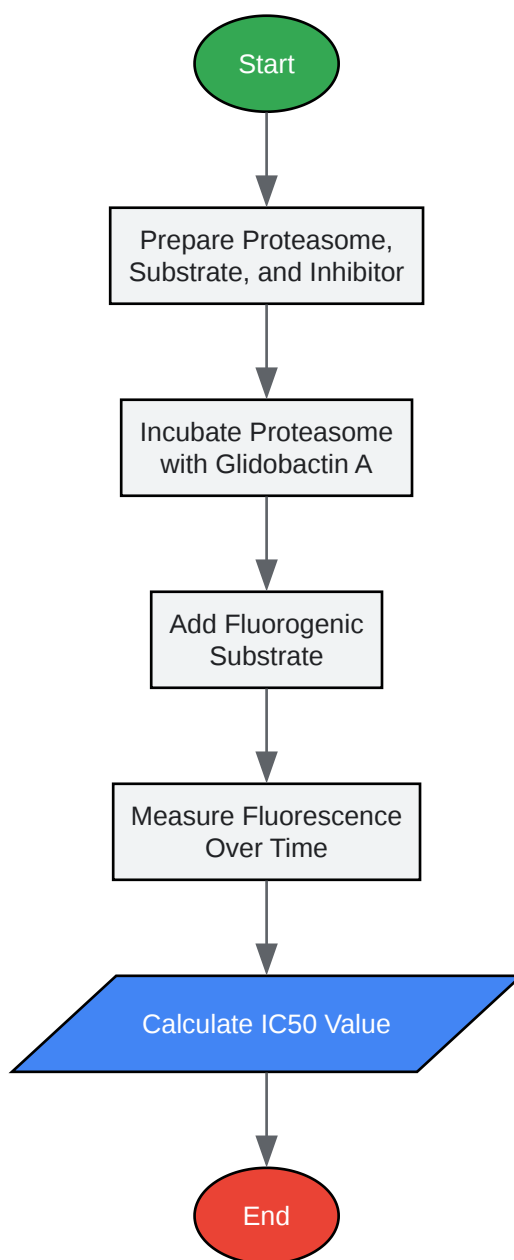 Start
Prepare Proteasome,
Substrate, and Inhibitor
Incubate Proteasome
with Glidobactin A
Add Fluorogenic
Substrate
Measure Fluorescence
Over Time
Calculate IC50 Value
End